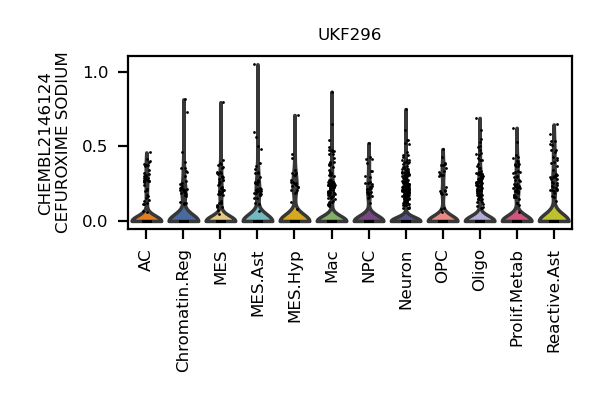 UKF296
CHEMBL2146124
CEFUROXIME SODIUM
1.0
0.5
0.0
AC
Chromatin.Reg
MES
MES.Ast
MES.Hyp
Mac
NPC
Neuron
OPC
Oligo
Prolif.Metab
Reactive.Ast